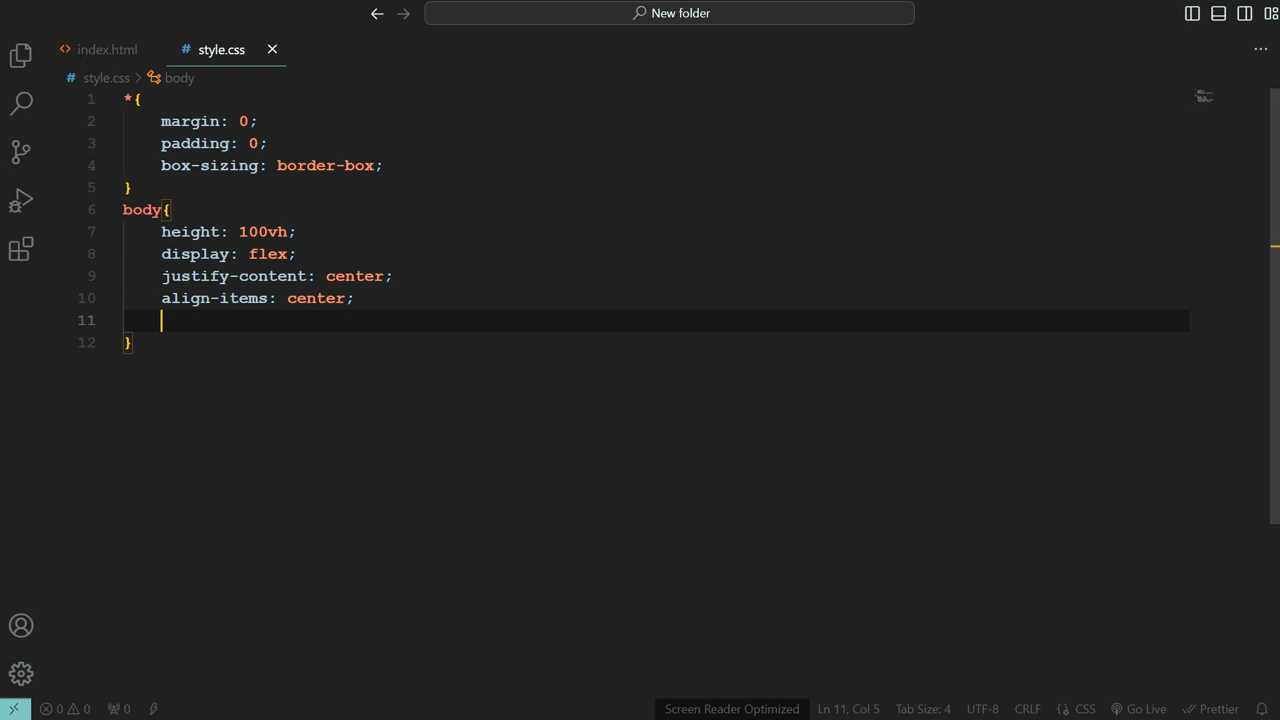 New folder
index.html
# style.css
# style.css > body
1 *{
2 margin: 0;
3 padding: 0;
4 box-sizing: border-box;
5 }
6 body{
7 height: 100vh;
8 display: flex;
9 justify-content: center;
10 align-items: center;
11
12 }
0 0 0 Screen Reader Optimized Ln 11, Col 5 Tab Size: 4 UTF-8 CRLF {} CSS Go Live Prettier